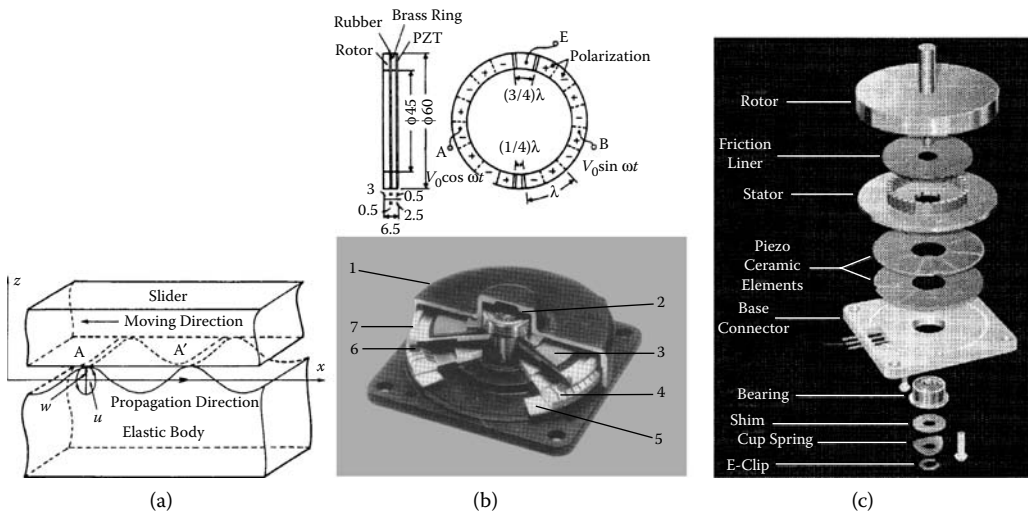 z
Slider
Moving Direction
A
A′
x
w
u
Propagation Direction
Elastic Body
(a)
Rubber
Brass Ring
PZT
Rotor
E
Polarization
(3/4)λ
ϕ45
ϕ60
A
B
(1/4)λ
V₀cos ωt
V₀sin ωt
λ
3
0.5
0.5
2.5
6.5
1
2
7
6
3
4
5
(b)
Rotor
Friction
Liner
Stator
Piezo
Ceramic
Elements
Base
Connector
Bearing
Shim
Cup Spring
E-Clip
(c)